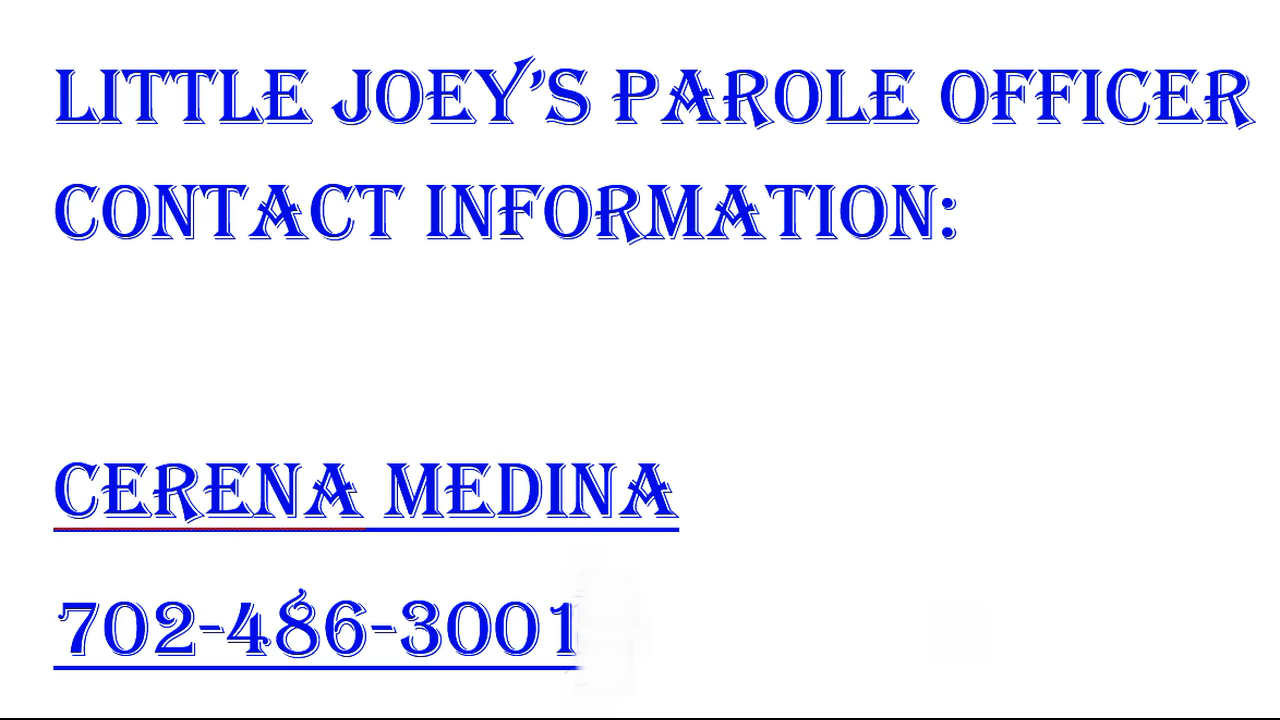 LITTLE JOEY'S PAROLE OFFICER
CONTACT INFORMATION:
CERENA MEDINA
702-486-3001